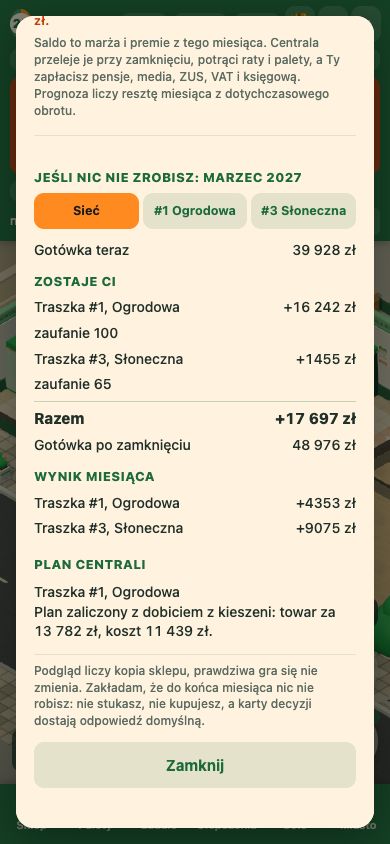 zł.
Saldo to marża i premie z tego miesiąca. Centrala
przeleje je przy zamknięciu, potrąci raty i palety, a Ty
zapłacisz pensje, media, ZUS, VAT i księgową.
Prognoza liczy resztę miesiąca z dotychczasowego
obrotu.
JEŚLI NIC NIE ZROBISZ: MARZEC 2027
Sieć #1 Ogrodowa #3 Słoneczna
Gotówka teraz 39 928 zł
ZOSTAJE CI
Traszka #1, Ogrodowa +16 242 zł
zaufanie 100
Traszka #3, Słoneczna +1455 zł
zaufanie 65
Razem +17 697 zł
Gotówka po zamknięciu 48 976 zł
WYNIK MIESIĄCA
Traszka #1, Ogrodowa +4353 zł
Traszka #3, Słoneczna +9075 zł
PLAN CENTRALI
Traszka #1, Ogrodowa
Plan zaliczony z dobiciem z kieszeni: towar za
13 782 zł, koszt 11 439 zł.
Podgląd liczy kopia sklepu, prawdziwa gra się nie
zmienia. Zakładam, że do końca miesiąca nic nie
robisz: nie stukasz, nie kupujesz, a karty decyzji
dostają odpowiedź domyślną.
Zamknij